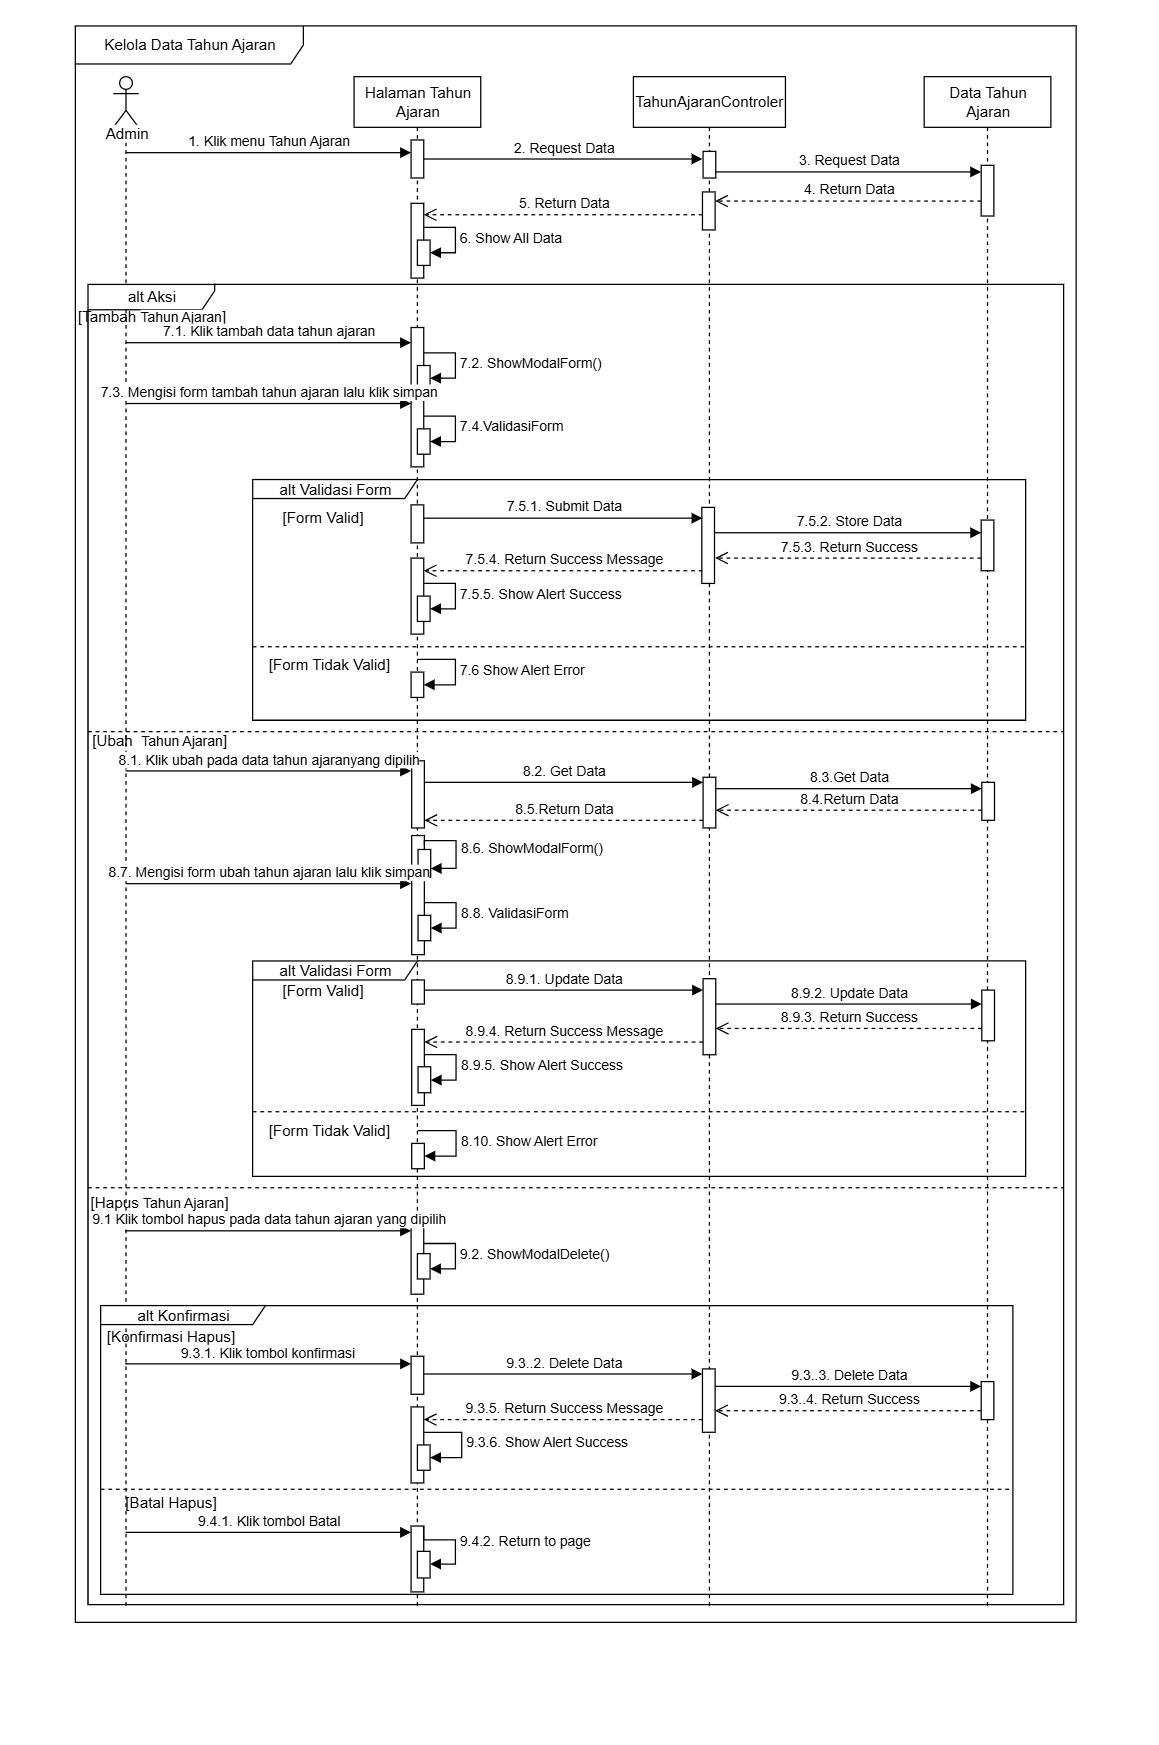 Kelola Data Tahun Ajaran
Admin
Halaman Tahun
Ajaran
TahunAjaranControler
Data Tahun
Ajaran
1. Klik menu Tahun Ajaran
2. Request Data
3. Request Data
4. Return Data
5. Return Data
6. Show All Data
alt Aksi
[Tambah Tahun Ajaran]
7.1. Klik tambah data tahun ajaran
7.2. ShowModalForm()
7.3. Mengisi form tambah tahun ajaran lalu klik simpan
7.4.ValidasiForm
alt Validasi Form
[Form Valid]
7.5.1. Submit Data
7.5.2. Store Data
7.5.3. Return Success
7.5.4. Return Success Message
7.5.5. Show Alert Success
[Form Tidak Valid]
7.6 Show Alert Error
[Ubah  Tahun Ajaran]
8.1. Klik ubah pada data tahun ajaranyang dipilih
8.2. Get Data
8.3.Get Data
8.4.Return Data
8.5.Return Data
8.6. ShowModalForm()
8.7. Mengisi form ubah tahun ajaran lalu klik simpan
8.8. ValidasiForm
alt Validasi Form
[Form Valid]
8.9.1. Update Data
8.9.2. Update Data
8.9.3. Return Success
8.9.4. Return Success Message
8.9.5. Show Alert Success
[Form Tidak Valid]
8.10. Show Alert Error
[Hapus Tahun Ajaran]
9.1 Klik tombol hapus pada data tahun ajaran yang dipilih
9.2. ShowModalDelete()
alt Konfirmasi
[Konfirmasi Hapus]
9.3.1. Klik tombol konfirmasi
9.3..2. Delete Data
9.3..3. Delete Data
9.3..4. Return Success
9.3.5. Return Success Message
9.3.6. Show Alert Success
[Batal Hapus]
9.4.1. Klik tombol Batal
9.4.2. Return to page